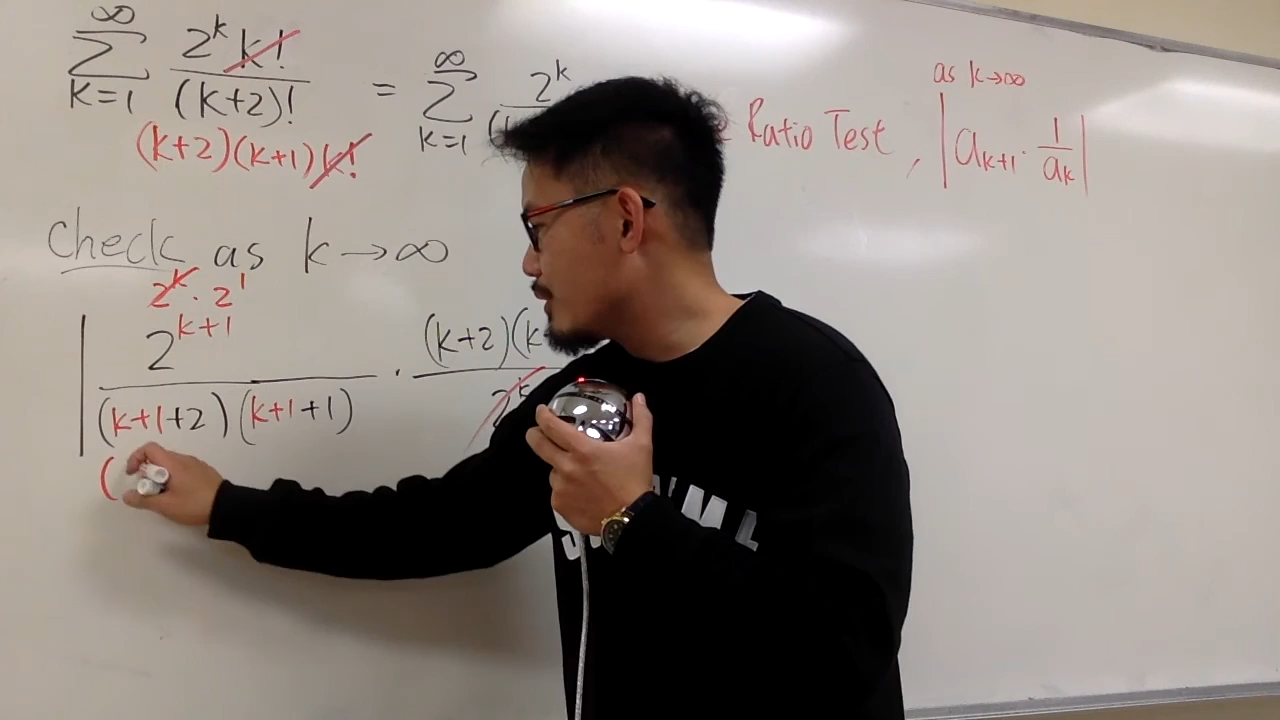 ∞ ∞ as k→∞
∑ 2^k k! / (k+2)! = ∑ 2^k / (
k=1 k=1
Ratio Test, | a_{k+1} · 1/a_k |
(k+2)(k+1)k!
Check as k→∞
2^k · 2^1
| 2^{k+1} / (k+1+2)(k+1+1) · (k+2)(k / 2^k
(